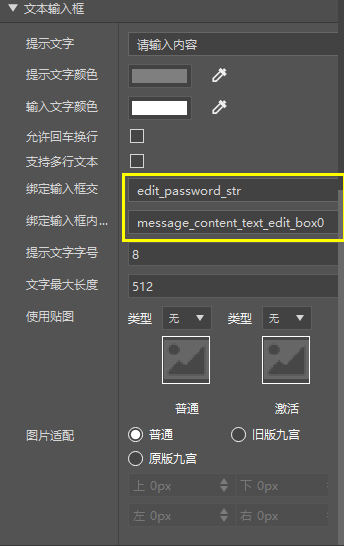 文本输入框
提示文字 请输入内容
提示文字颜色
输入文字颜色
允许回车换行
支持多行文本
绑定输入框交 edit_password_str
绑定输入框内... message_content_text_edit_box0
提示文字字号 8
文字最大长度 512
使用贴图 类型 无 类型 无
普通 激活
图片适配 普通 旧版九宫
原版九宫
上 0px 下 0px
左 0px 右 0px